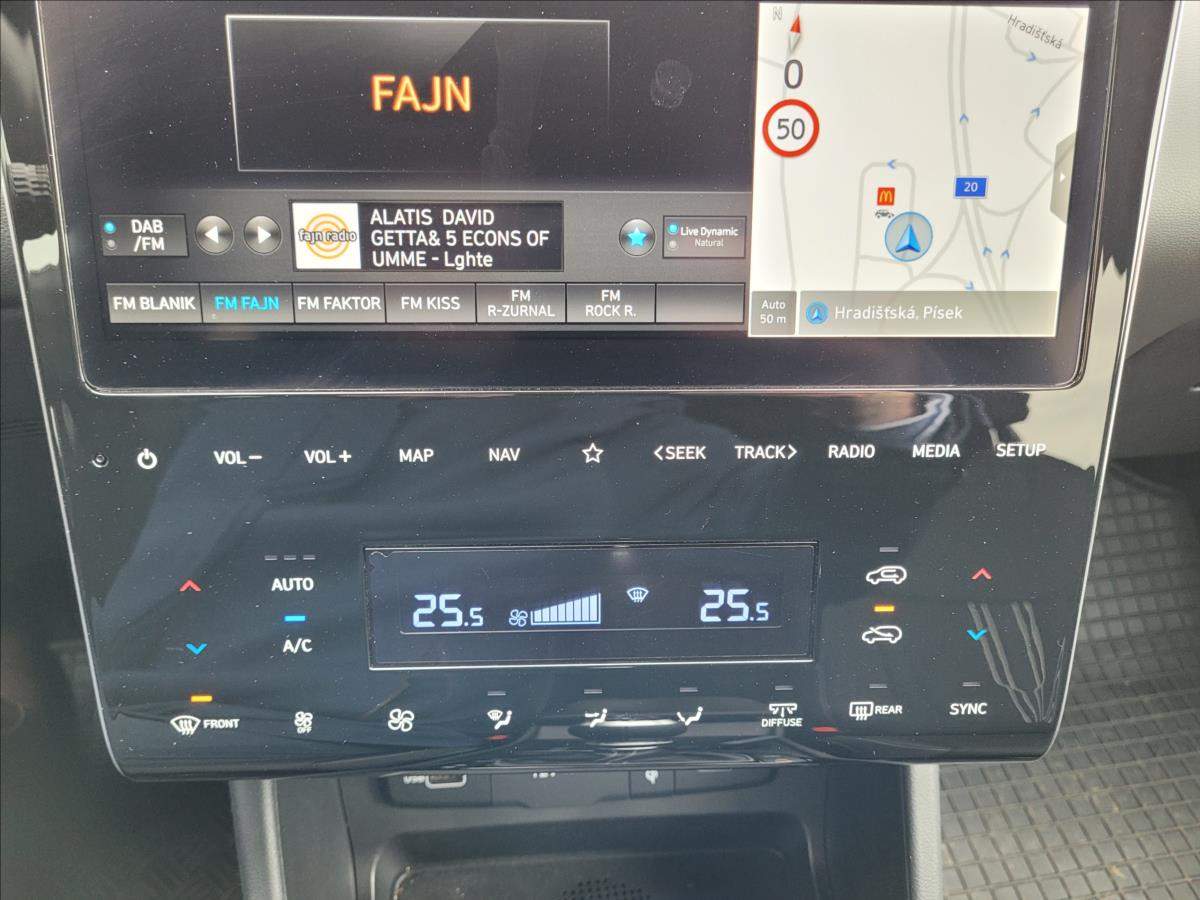 FAJN
DAB
/FM
fajn radio
ALATIS DAVID
GETTA& 5 ECONS OF
UMME - Lghte
Live Dynamic
Natural
FM BLANIK
FM FAJN
FM FAKTOR
FM KISS
FM
R-ZURNAL
FM
ROCK R.
N
0
50
Hradišťská
20
Auto
50 m
Hradišťská, Písek
VOL−
VOL+
MAP
NAV
<SEEK
TRACK>
RADIO
MEDIA
SETUP
AUTO
A/C
25.5
25.5
FRONT
OFF
DIFFUSE
REAR
SYNC